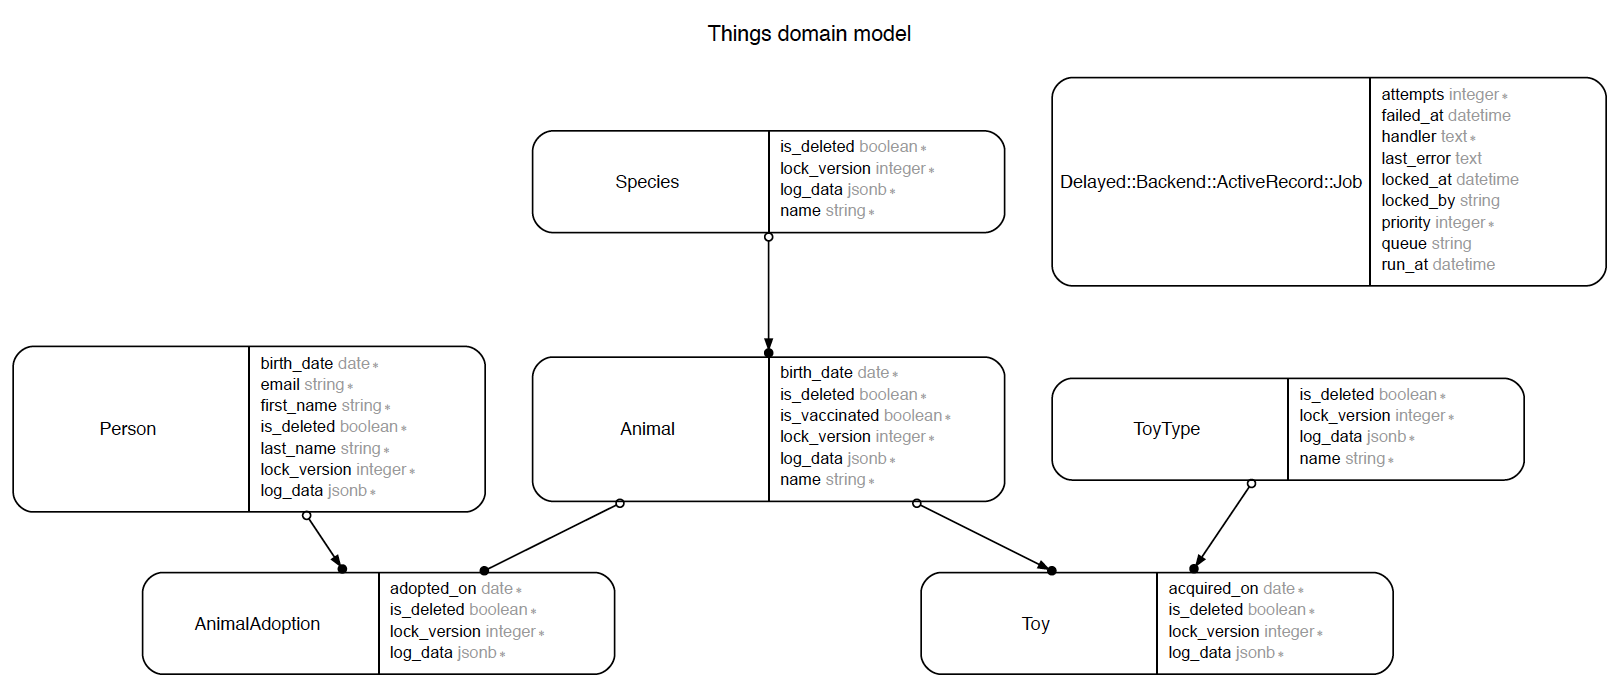 Things domain model
Species
is_deleted boolean *
lock_version integer *
log_data jsonb *
name string *
Delayed::Backend::ActiveRecord::Job
attempts integer *
failed_at datetime
handler text *
last_error text
locked_at datetime
locked_by string
priority integer *
queue string
run_at datetime
Person
birth_date date *
email string *
first_name string *
is_deleted boolean *
last_name string *
lock_version integer *
log_data jsonb *
Animal
birth_date date *
is_deleted boolean *
is_vaccinated boolean *
lock_version integer *
log_data jsonb *
name string *
ToyType
is_deleted boolean *
lock_version integer *
log_data jsonb *
name string *
AnimalAdoption
adopted_on date *
is_deleted boolean *
lock_version integer *
log_data jsonb *
Toy
acquired_on date *
is_deleted boolean *
lock_version integer *
log_data jsonb *